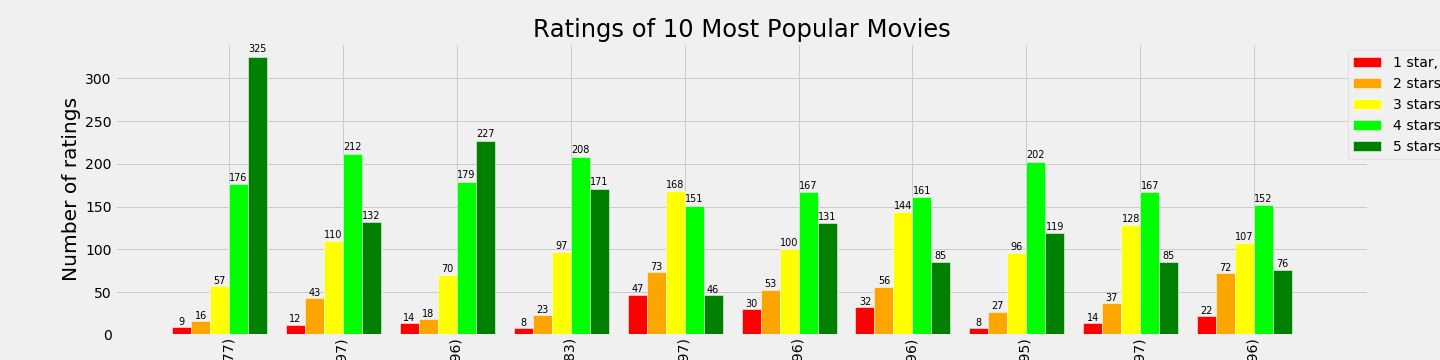 Ratings of 10 Most Popular Movies
Number of ratings
300
250
200
150
100
50
0
9 16 57 176 325
12 43 110 212 132
14 18 70 179 227
8 23 97 208 171
47 73 168 151 46
30 53 100 167 131
32 56 144 161 85
8 27 96 202 119
14 37 128 167 85
22 72 107 152 76
77)
97)
96)
83)
97)
96)
96)
95)
97)
96)
1 star,
2 stars
3 stars
4 stars
5 stars